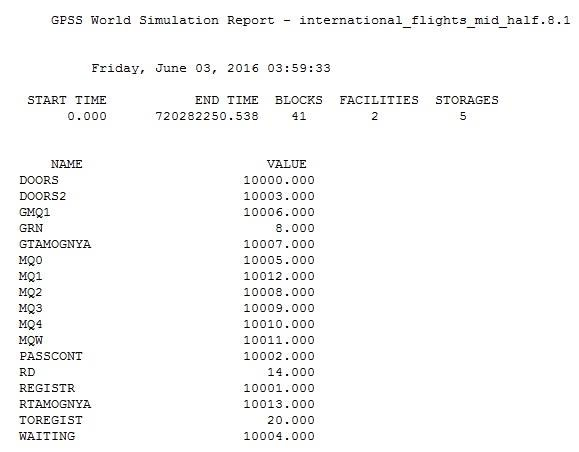 GPSS World Simulation Report - international_flights_mid_half.8.1
Friday, June 03, 2016 03:59:33
START TIME END TIME BLOCKS FACILITIES STORAGES
0.000 720282250.538 41 2 5
NAME VALUE
DOORS 10000.000
DOORS2 10003.000
GMQ1 10006.000
GRN 8.000
GTAMOGNYA 10007.000
MQ0 10005.000
MQ1 10012.000
MQ2 10008.000
MQ3 10009.000
MQ4 10010.000
MQW 10011.000
PASSCONT 10002.000
RD 14.000
REGISTR 10001.000
RTAMOGNYA 10013.000
TOREGIST 20.000
WAITING 10004.000